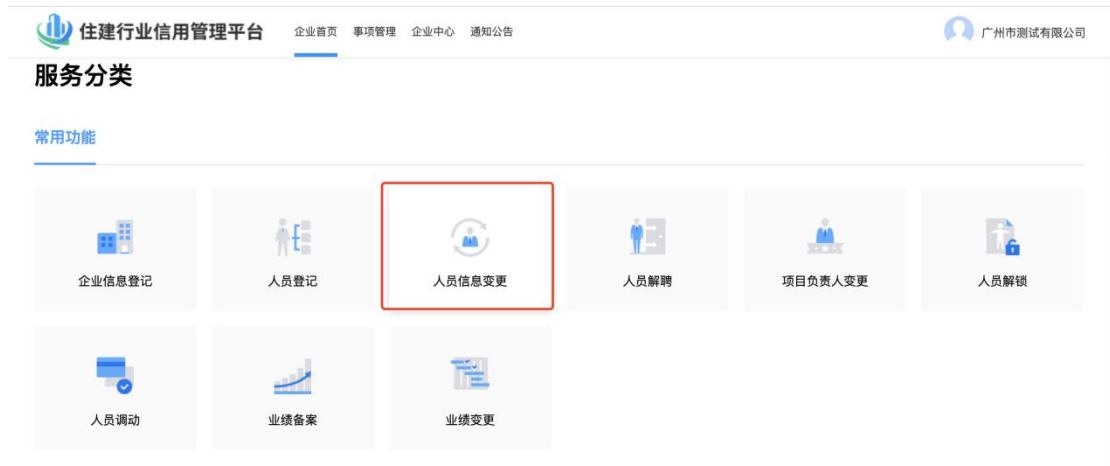 住建行业信用管理平台 企业首页 事项管理 企业中心 通知公告 广州市测试有限公司
服务分类
常用功能
企业信息登记 人员登记 人员信息变更 人员解聘 项目负责人变更 人员解锁
人员调动 业绩备案 业绩变更